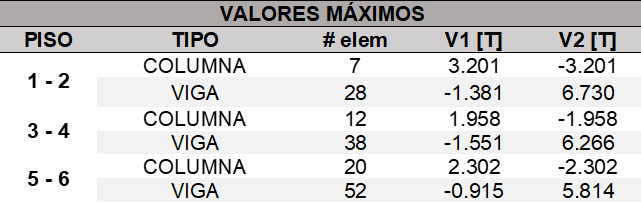 VALORES MÁXIMOS
PISO TIPO # elem V1 [T] V2 [T]
1 - 2 COLUMNA 7 3.201 -3.201
VIGA 28 -1.381 6.730
3 - 4 COLUMNA 12 1.958 -1.958
VIGA 38 -1.551 6.266
5 - 6 COLUMNA 20 2.302 -2.302
VIGA 52 -0.915 5.814